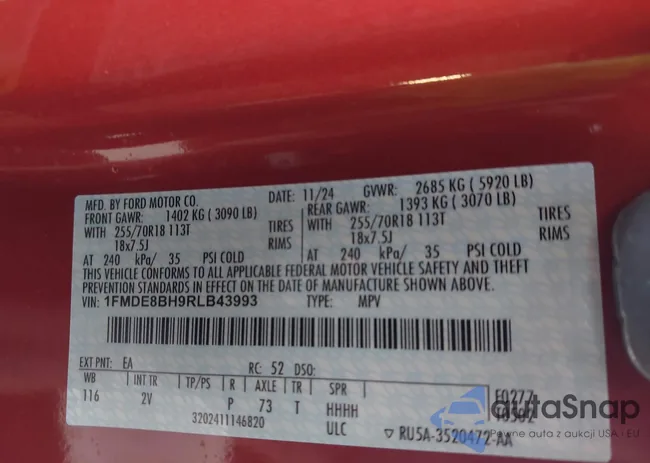 MFD. BY FORD MOTOR CO.
DATE: 11/24 GVWR: 2685 KG ( 5920 LB)
FRONT GAWR: 1402 KG ( 3090 LB)
REAR GAWR: 1393 KG ( 3070 LB)
WITH 255/70R18 113T TIRES
18x7.5J RIMS
WITH 255/70R18 113T TIRES
18x7.5J RIMS
AT 240 kPa/ 35 PSI COLD
AT 240 kPa/ 35 PSI COLD
THIS VEHICLE CONFORMS TO ALL APPLICABLE FEDERAL MOTOR VEHICLE SAFETY AND THEFT
PREVENTION STANDARDS IN EFFECT ON THE DATE OF MANUFACTURE SHOWN ABOVE.
VIN: 1FMDE8BH9RLB43993 TYPE: MPV
EXT PNT: EA RC: 52 DSO:
WB INT TR TP/PS R AXLE TR SPR
116 2V P 73 T HHHH
3202411146820 ULC
▽ RU5A-3520472-AA
autoSnap
Pewne auta z aukcji USA - EU